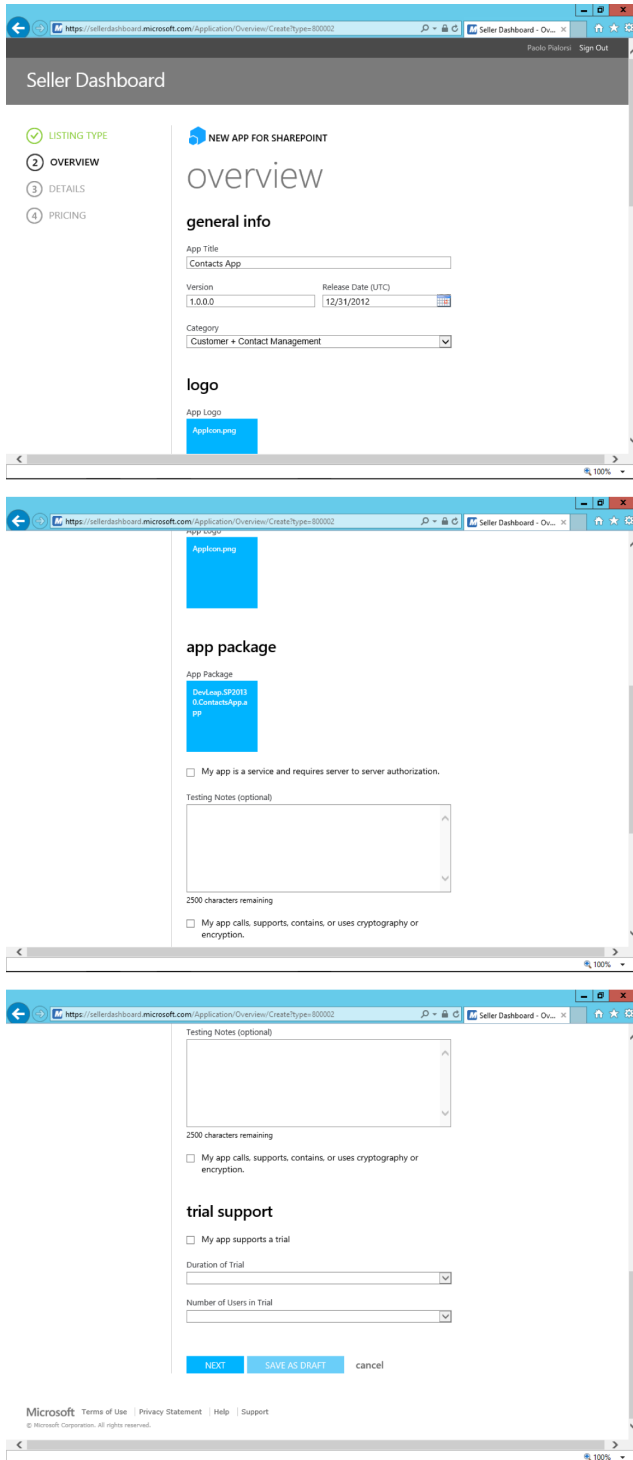 https://sellerdashboard.microsoft.com/Application/Overview/Create?type=800002
Seller Dashboard - Ov...
Paolo Pialorsi Sign Out
Seller Dashboard
LISTING TYPE
2 OVERVIEW
3 DETAILS
4 PRICING
NEW APP FOR SHAREPOINT
overview
general info
App Title
Contacts App
Version Release Date (UTC)
1.0.0.0 12/31/2012
Category
Customer + Contact Management
logo
App Logo
AppIcon.png
100%
https://sellerdashboard.microsoft.com/Application/Overview/Create?type=800002
Seller Dashboard - Ov...
App Logo
AppIcon.png
app package
App Package
DevLeap.SP2013
0.ContactsApp.a
pp
My app is a service and requires server to server authorization.
Testing Notes (optional)
2500 characters remaining
My app calls, supports, contains, or uses cryptography or
encryption.
100%
https://sellerdashboard.microsoft.com/Application/Overview/Create?type=800002
Seller Dashboard - Ov...
Testing Notes (optional)
2500 characters remaining
My app calls, supports, contains, or uses cryptography or
encryption.
trial support
My app supports a trial
Duration of Trial
Number of Users in Trial
NEXT SAVE AS DRAFT cancel
Microsoft Terms of Use | Privacy Statement | Help | Support
© Microsoft Corporation. All rights reserved.
100%